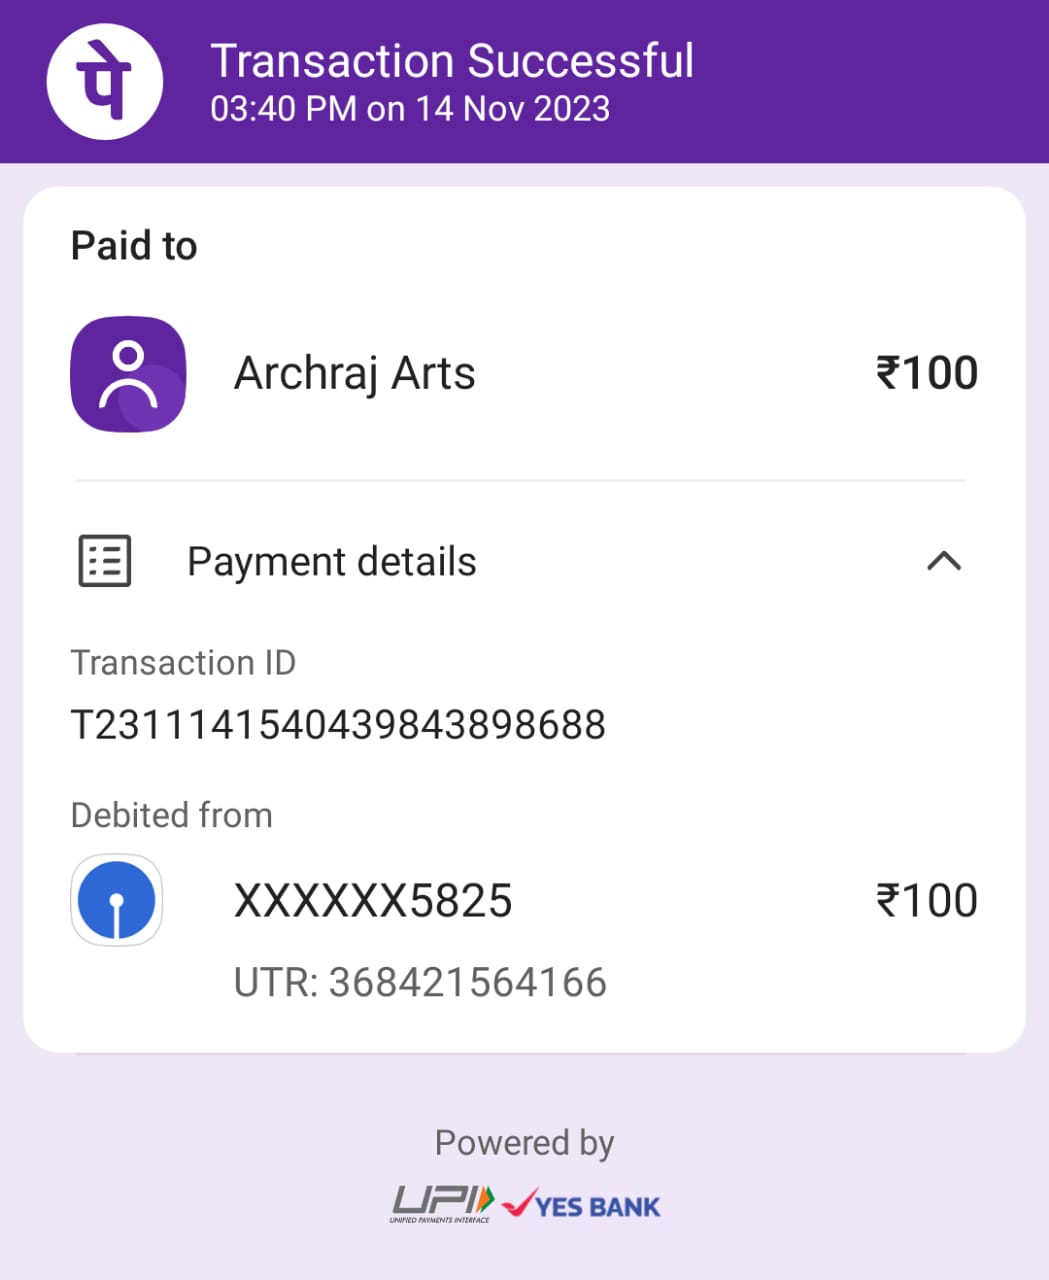 पे
Transaction Successful
03:40 PM on 14 Nov 2023
Paid to
Archraj Arts
₹100
Payment details
Transaction ID
T2311141540439843898688
Debited from
XXXXXX5825
₹100
UTR: 368421564166
Powered by
UPI
UNIFIED PAYMENTS INTERFACE
YES BANK